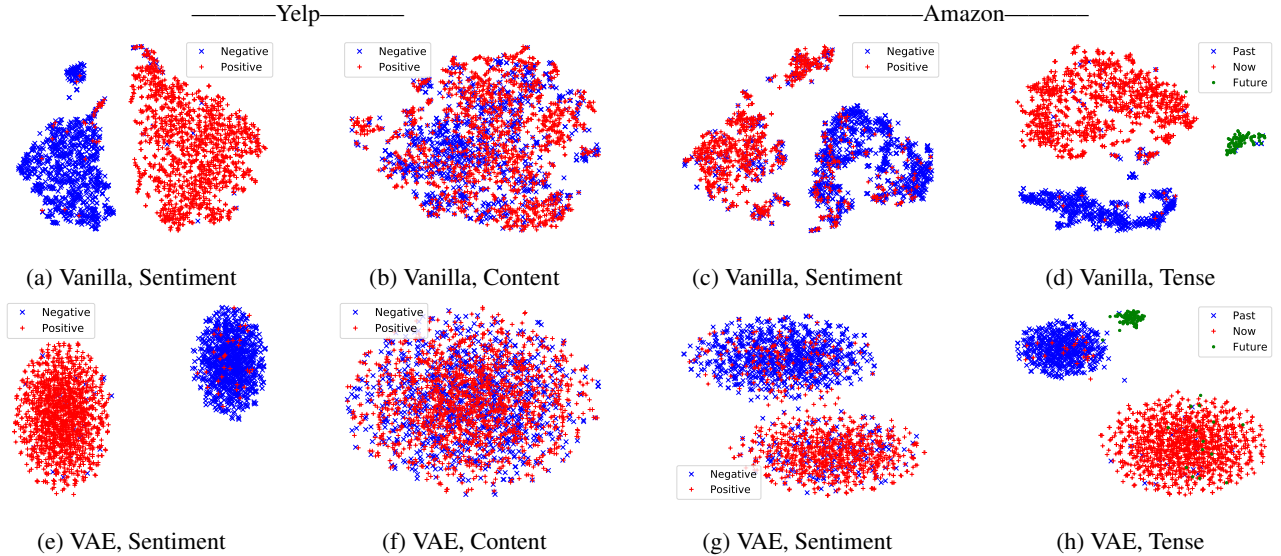 ————Yelp————
————Amazon————
Negative
Positive
Negative
Positive
Negative
Positive
Past
Now
Future
(a) Vanilla, Sentiment
(b) Vanilla, Content
(c) Vanilla, Sentiment
(d) Vanilla, Tense
Negative
Positive
Negative
Positive
Negative
Positive
Past
Now
Future
(e) VAE, Sentiment
(f) VAE, Content
(g) VAE, Sentiment
(h) VAE, Tense